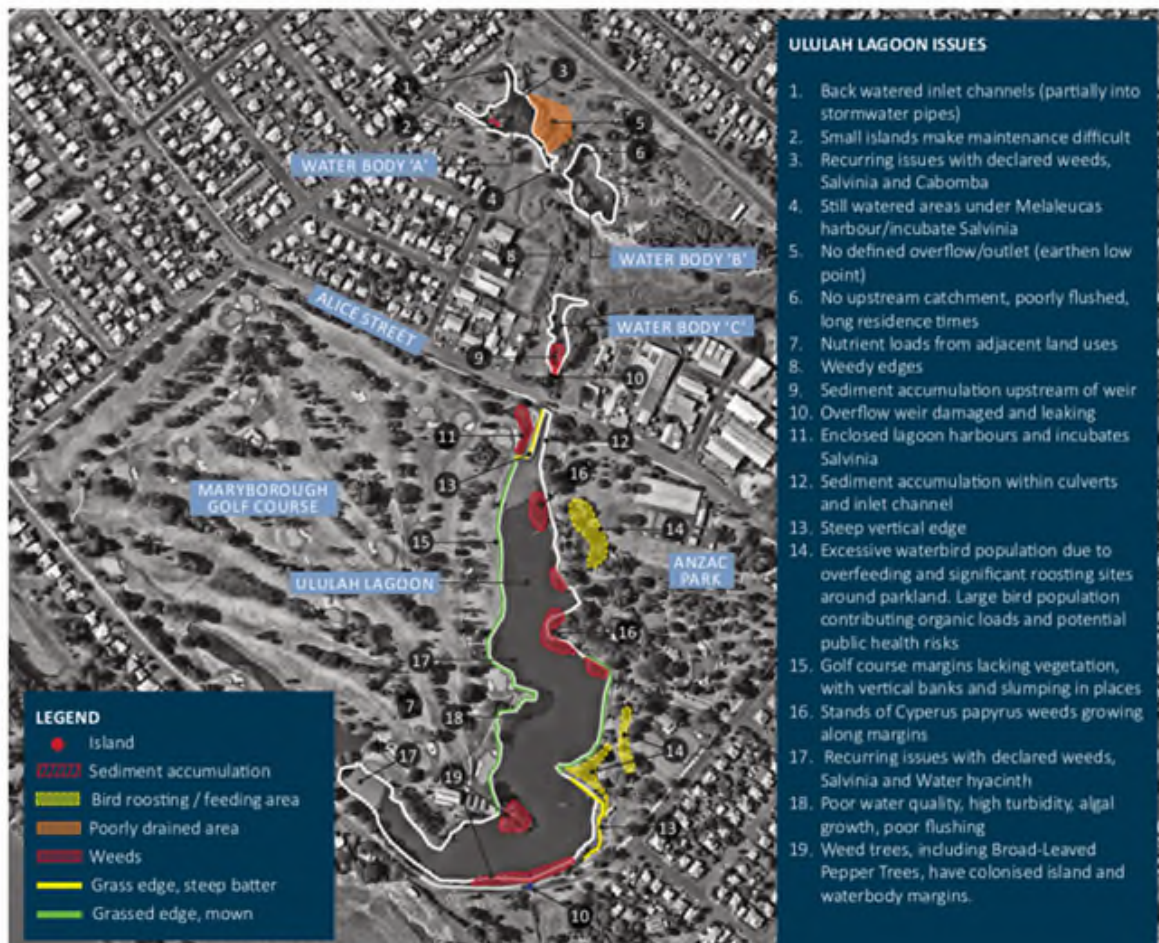 ULULAH LAGOON ISSUES
1. Back watered inlet channels (partially into
stormwater pipes)
2. Small islands make maintenance difficult
3. Recurring issues with declared weeds,
Salvinia and Cabomba
4. Still watered areas under Melaleucas
harbour/incubate Salvinia
5. No defined overflow/outlet (earthen low
point)
6. No upstream catchment, poorly flushed,
long residence times
7. Nutrient loads from adjacent land uses
8. Weedy edges
9. Sediment accumulation upstream of weir
10. Overflow weir damaged and leaking
11. Enclosed lagoon harbours and incubates
Salvinia
12. Sediment accumulation within culverts
and inlet channel
13. Steep vertical edge
14. Excessive waterbird population due to
overfeeding and significant roosting sites
around parkland. Large bird population
contributing organic loads and potential
public health risks
15. Golf course margins lacking vegetation,
with vertical banks and slumping in places
16. Stands of Cyperus papyrus weeds growing
along margins
17. Recurring issues with declared weeds,
Salvinia and Water hyacinth
18. Poor water quality, high turbidity, algal
growth, poor flushing
19. Weed trees, including Broad-Leaved
Pepper Trees, have colonised island and
waterbody margins.
1
3
2
5
6
WATER BODY 'A'
4
8
WATER BODY 'B'
ALICE STREET
WATER BODY 'C'
9
10
11
12
13
16
MARYBOROUGH
GOLF COURSE
14
15
ANZAC
PARK
ULULAH LAGOON
16
17
7
18
14
17
19
13
10
LEGEND
Island
Sediment accumulation
Bird roosting / feeding area
Poorly drained area
Weeds
Grass edge, steep batter
Grassed edge, mown